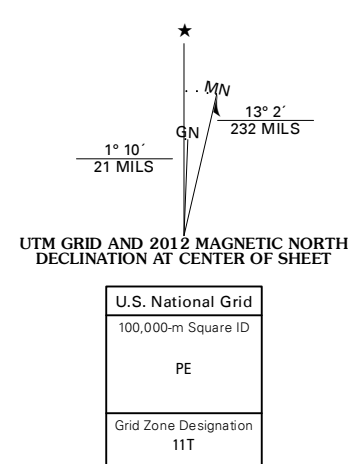 ★
MN
GN
13° 2´
232 MILS
1° 10´
21 MILS
UTM GRID AND 2012 MAGNETIC NORTH
DECLINATION AT CENTER OF SHEET
U.S. National Grid
100,000-m Square ID
PE
Grid Zone Designation
11T